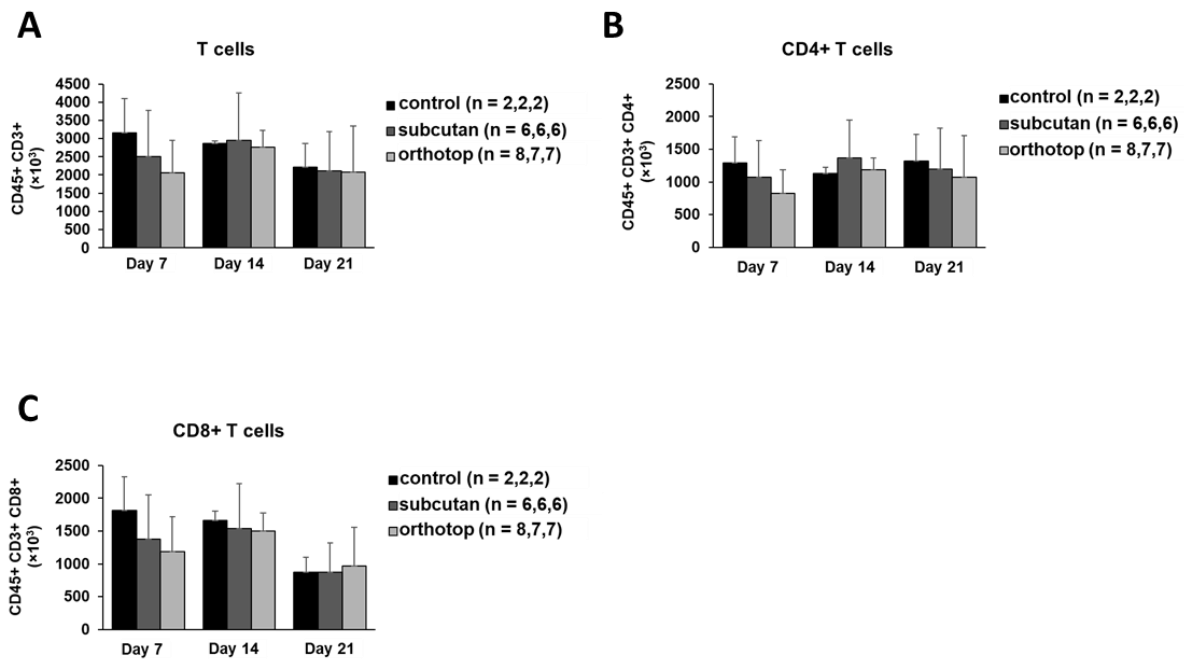 A
T cells
CD45+ CD3+
(×10³)
4500
4000
3500
3000
2500
2000
1500
1000
500
0
Day 7
Day 14
Day 21
control (n = 2,2,2)
subcutan (n = 6,6,6)
orthotop (n = 8,7,7)
B
CD4+ T cells
CD45+ CD3+ CD4+
(×10³)
2500
2000
1500
1000
500
0
Day 7
Day 14
Day 21
control (n = 2,2,2)
subcutan (n = 6,6,6)
orthotop (n = 8,7,7)
C
CD8+ T cells
CD45+ CD3+ CD8+
(×10³)
2500
2000
1500
1000
500
0
Day 7
Day 14
Day 21
control (n = 2,2,2)
subcutan (n = 6,6,6)
orthotop (n = 8,7,7)